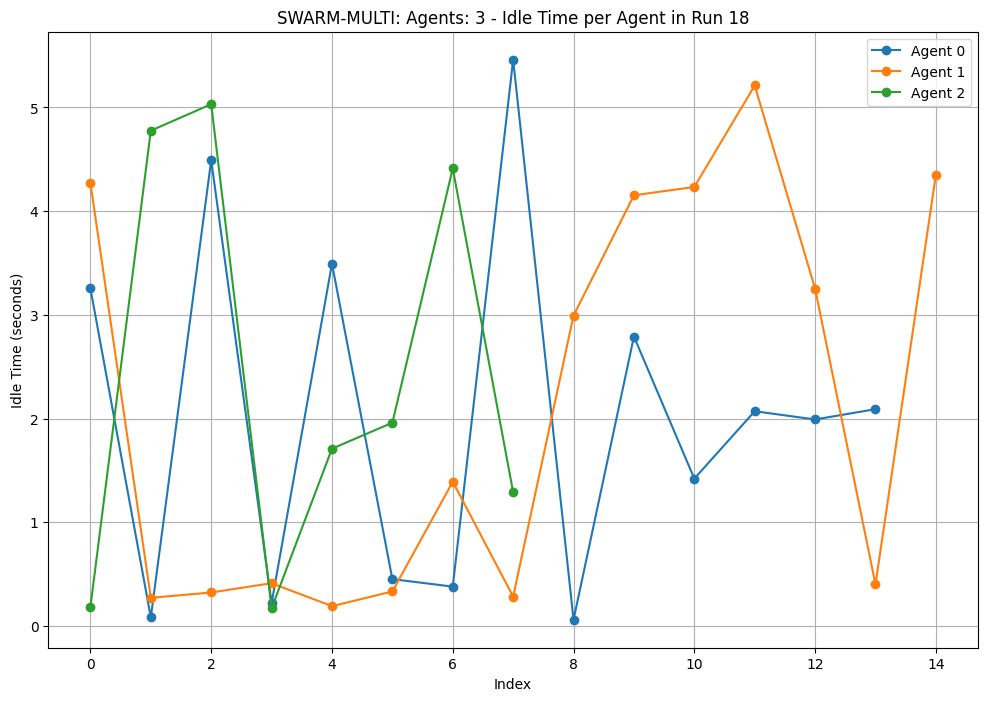 SWARM-MULTI: Agents: 3 - Idle Time per Agent in Run 18
Agent 0
Agent 1
Agent 2
Idle Time (seconds)
5
4
3
2
1
0
0 2 4 6 8 10 12 14
Index